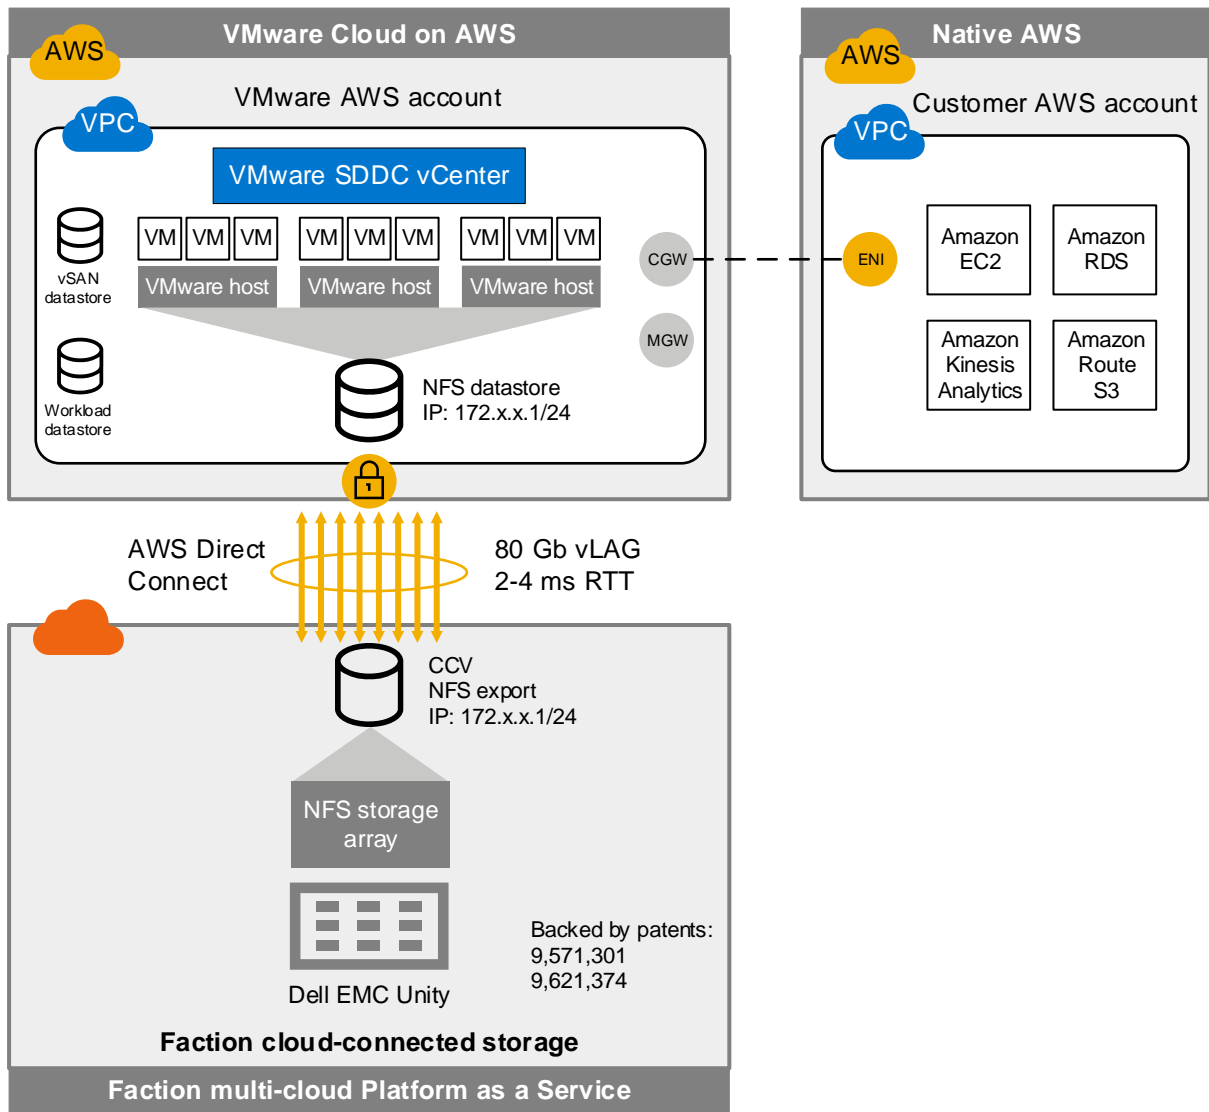 VMware Cloud on AWS
AWS
VMware AWS account
VPC
VMware SDDC vCenter
VM VM VM VM VM VM VM VM VM
VMware host VMware host VMware host
vSAN
datastore
Workload
datastore
CGW
MGW
NFS datastore
IP: 172.x.x.1/24
Native AWS
AWS
Customer AWS account
VPC
ENI
Amazon
EC2
Amazon
RDS
Amazon
Kinesis
Analytics
Amazon
Route
S3
AWS Direct
Connect
80 Gb vLAG
2-4 ms RTT
CCV
NFS export
IP: 172.x.x.1/24
NFS storage
array
Dell EMC Unity
Backed by patents:
9,571,301
9,621,374
Faction cloud-connected storage
Faction multi-cloud Platform as a Service